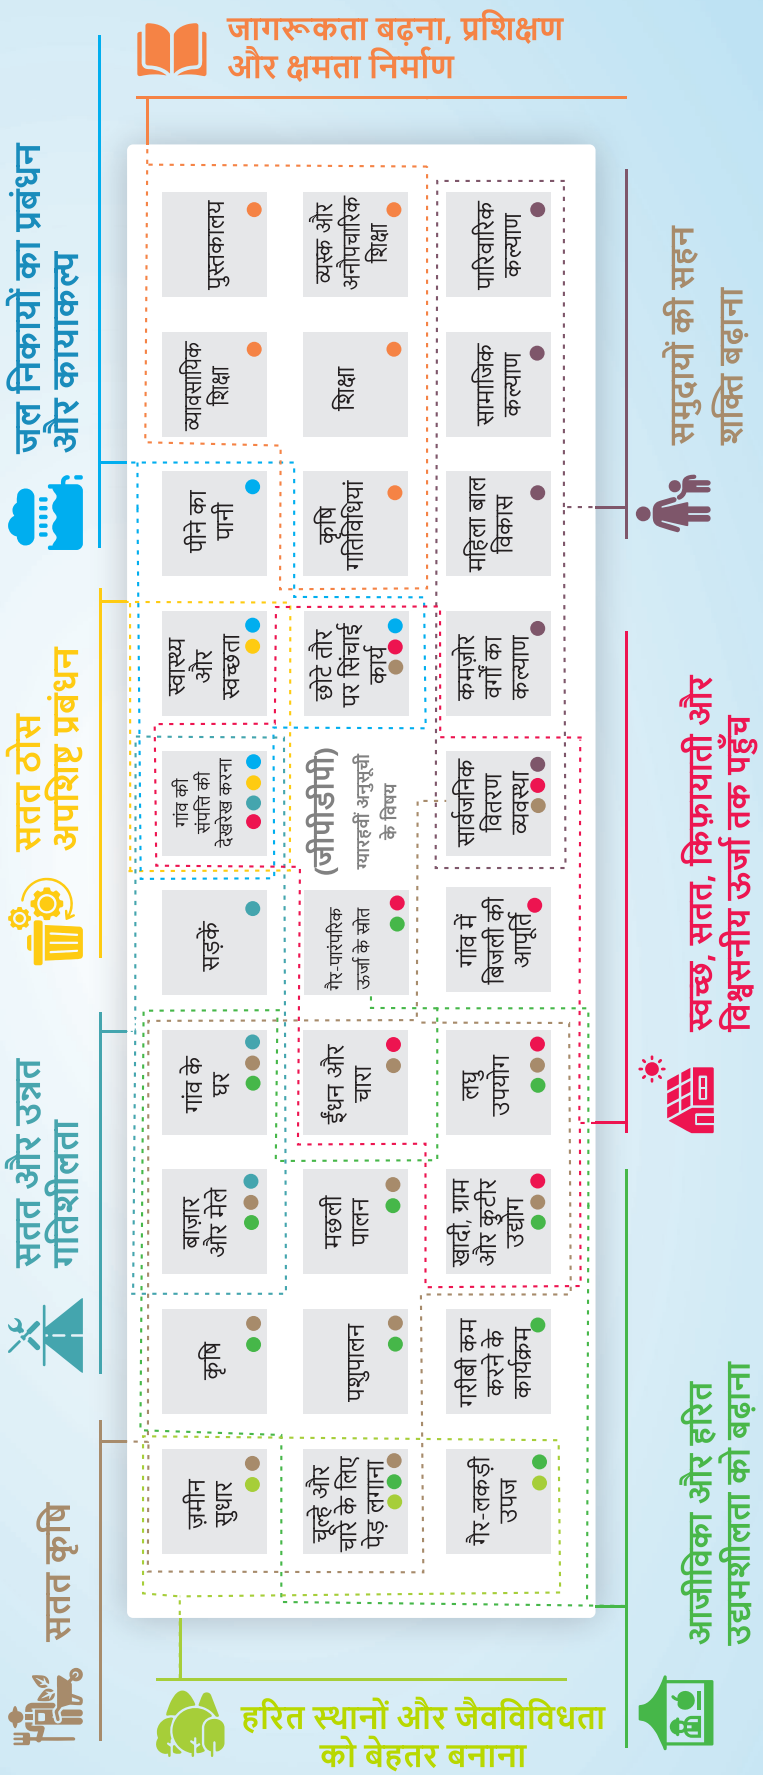 जागरूकता बढ़ना, प्रशिक्षण
और क्षमता निर्माण
जल निकायों का प्रबंधन
और कायाकल्प
सतत ठोस
अपशिष्ट प्रबंधन
सतत और उन्नत
गतिशीलता
सतत कृषि
पुस्तकालय
व्यस्क और
अनौपचारिक
शिक्षा
पारिवारिक
कल्याण
व्यावसायिक
शिक्षा
शिक्षा
सामाजिक
कल्याण
पीने का
पानी
कृषि
गतिविधियां
महिला बाल
विकास
स्वास्थ्य
और
स्वच्छता
छोटे तौर
पर सिंचाई
कार्य
कमज़ोर
वर्गों का
कल्याण
गांव की
संपत्ति की
देखरेख करना
(जीपीडीपी)
ग्यारहवीं अनुसूची
के विषय
सार्वजनिक
वितरण
व्यवस्था
सड़कें
गैर-पारंपरिक
ऊर्जा के स्रोत
गांव में
बिजली की
आपूर्ति
गांव के
घर
ईंधन और
चारा
लघु
उपयोग
बाज़ार
और मेले
मछली
पालन
खादी, ग्राम
और कुटीर
उद्योग
कृषि
पशुपालन
गरीबी कम
करने के
कार्यक्रम
ज़मीन
सुधार
चूल्हे और
चारे के लिए
पेड़ लगाना
गैर-लकड़ी
उपज
समुदायों की सहन
शक्ति बढ़ाना
स्वच्छ, सतत, किफ़ायाती और
विश्वसनीय ऊर्जा तक पहुँच
आजीविका और हरित
उद्यमशीलता को बढ़ाना
हरित स्थानों और जैवविविधता
को बेहतर बनाना